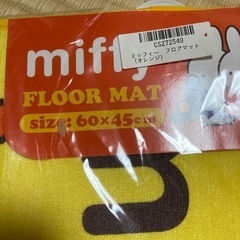 CS272549
ミッフィー フロアマット
(オレンジ)
miffy
FLOOR MAT
size: 60×45cm